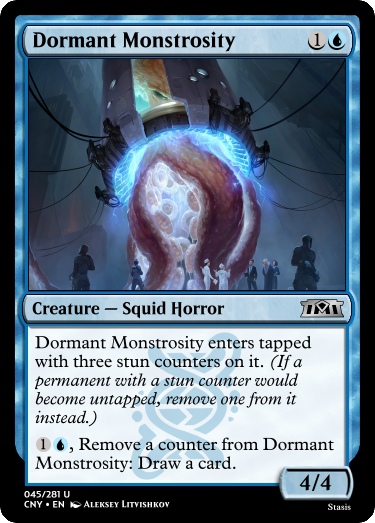 Dormant Monstrosity 1
Creature — Squid Horror
Dormant Monstrosity enters tapped
with three stun counters on it. (If a
permanent with a stun counter would
become untapped, remove one from it
instead.)
1, Remove a counter from Dormant
Monstrosity: Draw a card.
4/4
045/281 U
CNY • EN Aleksey Litvishkov
Stasis